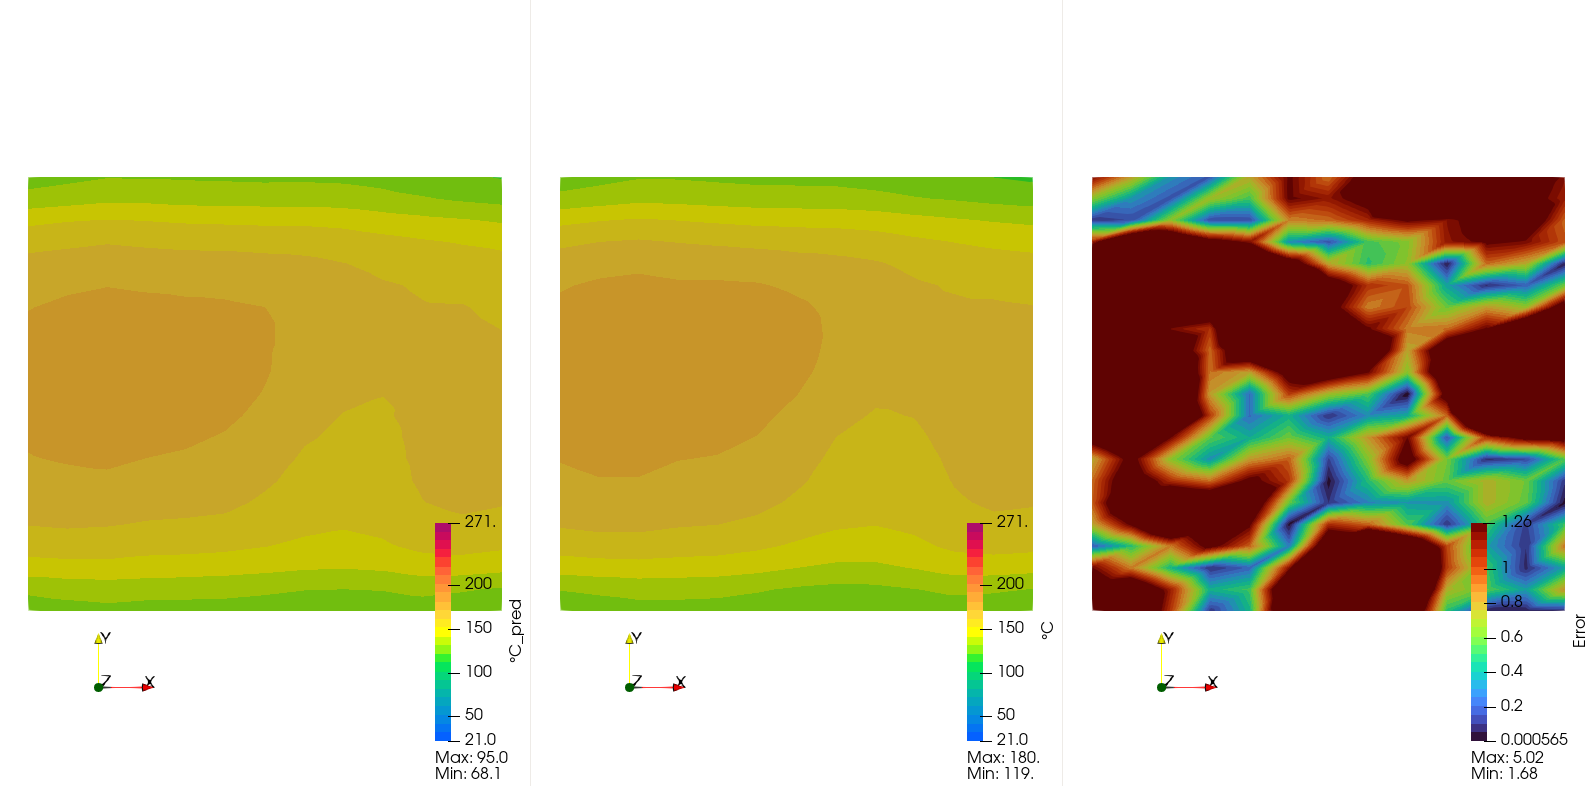 271.
200
150
100
50
21.0
°C_pred
Max: 95.0
Min: 68.1
Y
Z
X
271.
200
150
100
50
21.0
°C
Max: 180.
Min: 119.
Y
Z
X
1.26
1
0.8
0.6
0.4
0.2
0.000565
Error
Max: 5.02
Min: 1.68
Y
Z
X